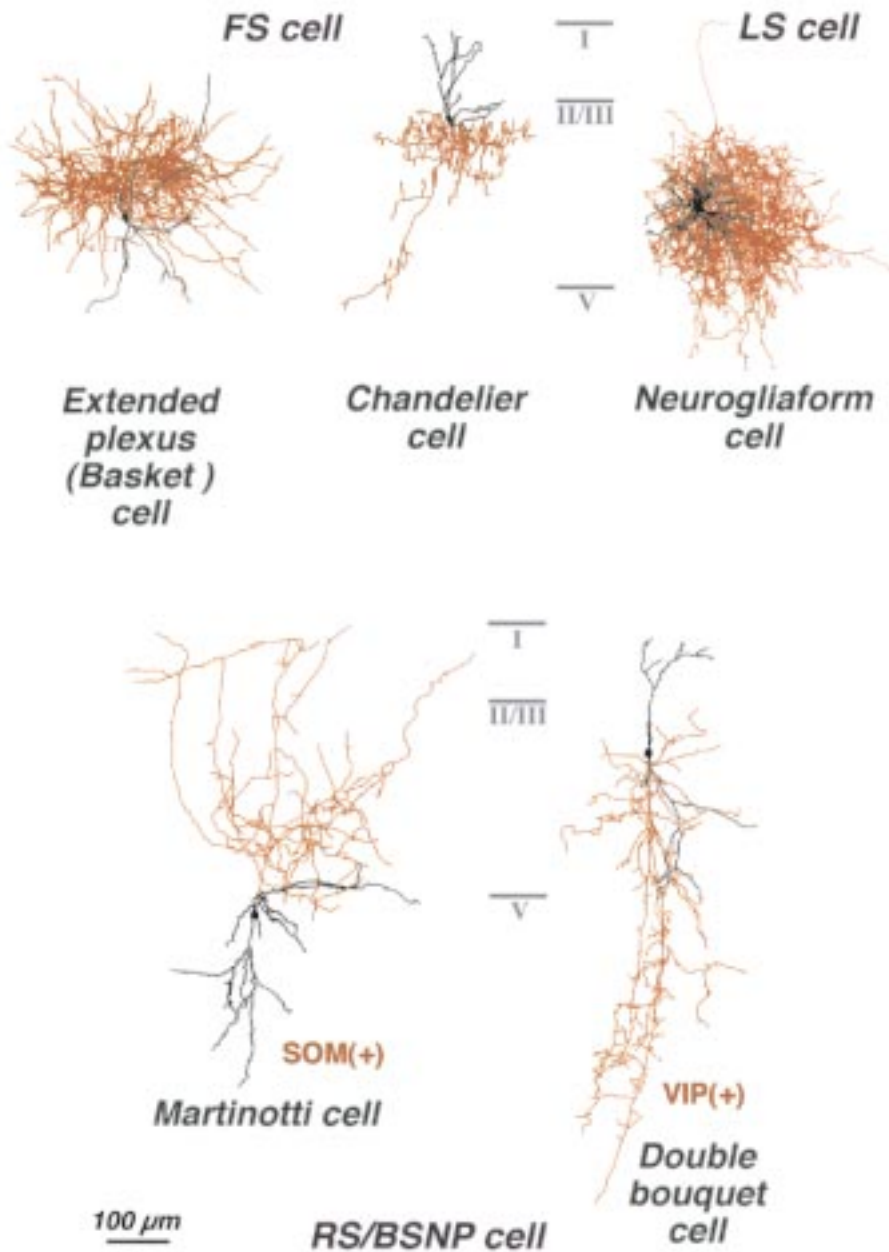 FS cell
I
LS cell
II/III
V
Extended
plexus
(Basket )
cell
Chandelier
cell
Neurogliaform
cell
I
II/III
V
SOM(+)
Martinotti cell
VIP(+)
Double
bouquet
cell
100 µm
RS/BSNP cell